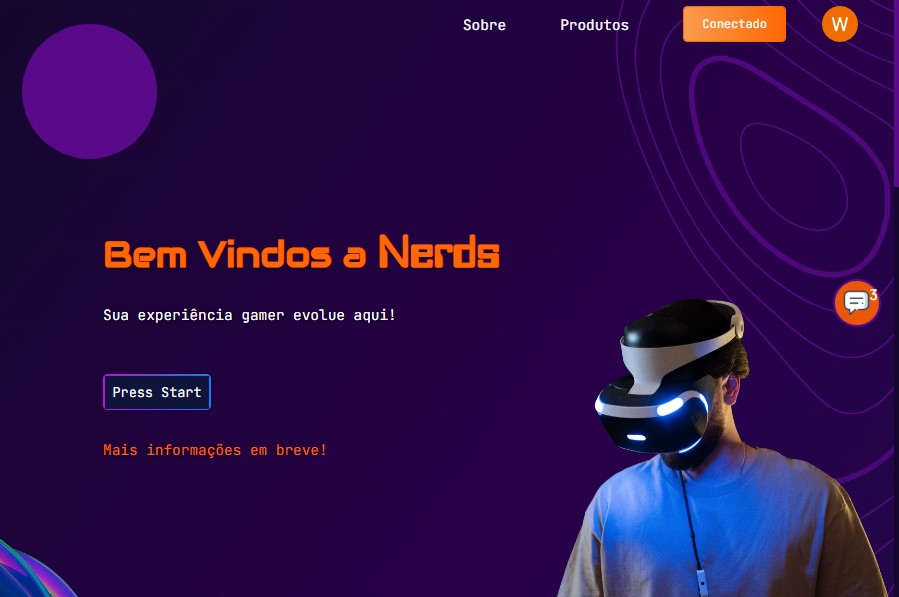 Sobre
Produtos
Conectado
W
Bem Vindos a Nerds
3
Sua experiência gamer evolue aqui!
Press Start
Mais informações em breve!